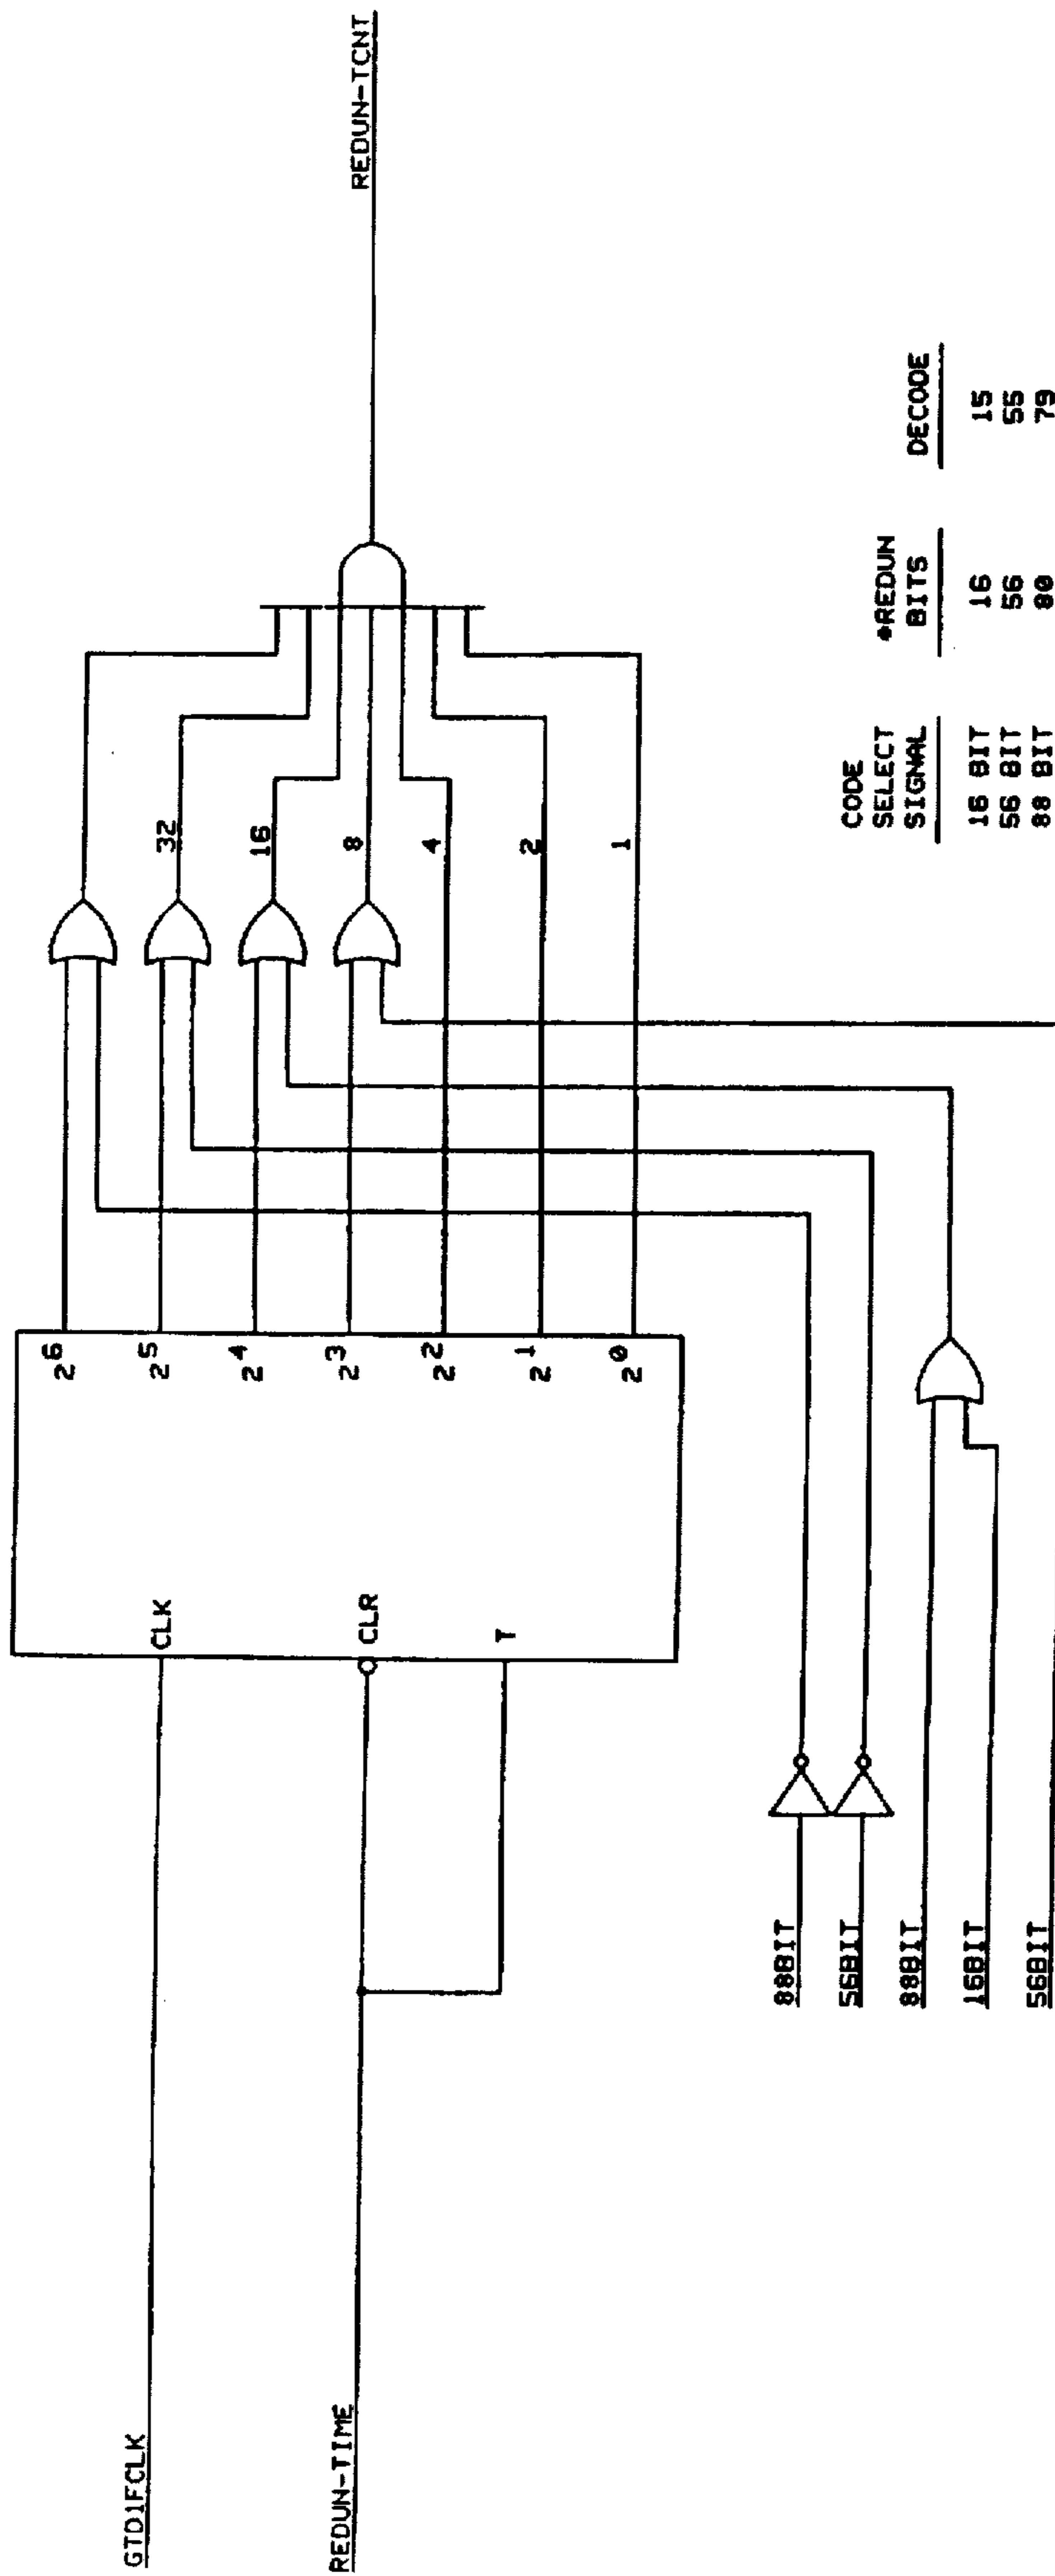 GTD1FCLK
REDUN-TIME
CLK
CLR
T
2 6
2 5
2 4
2 3
2 2
2 1
2 0
32
16
8
4
2
1
REDUN-TCNT
88BIT
56BIT
88BIT
16BIT
56BIT
CODE SELECT SIGNAL #REDUN BITS DECODE
16 BIT 16 15
56 BIT 56 55
88 BIT 80 79